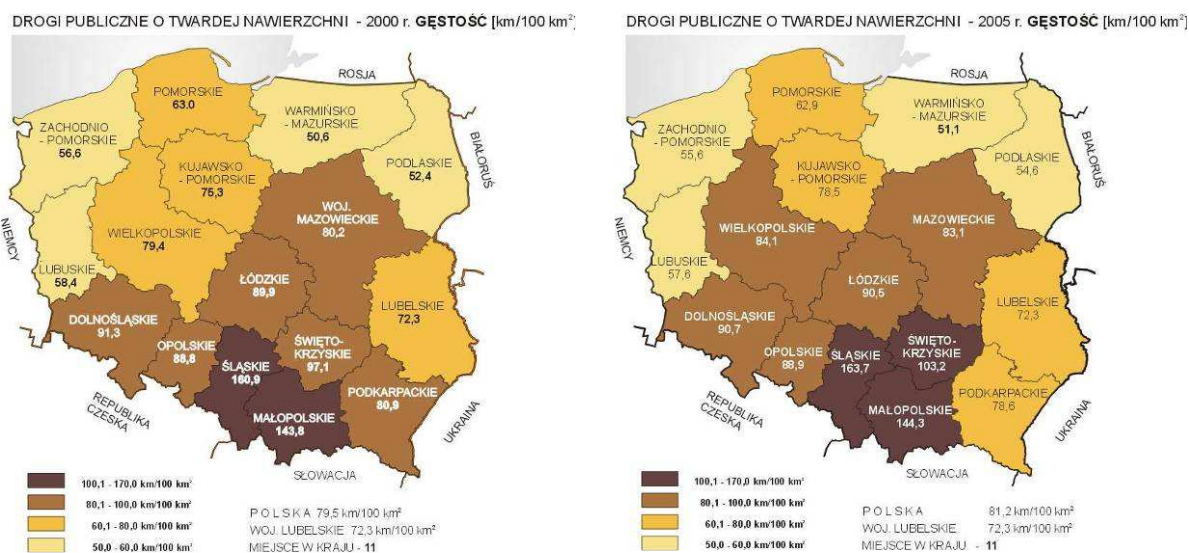 DROGI PUBLICZNE O TWARDEJ NAWIERZCHNI - 2000 r. GĘSTOŚĆ [km/100 km²]
ROSJA
POMORSKIE
63.0
WARMIŃSKO
- MAZURSKIE
50,6
ZACHODNIO
- POMORSKIE
56,6
KUJAWSKO
- POMORSKIE
75,3
PODLASKIE
52,4
BIAŁORUŚ
WOJ.
MAZOWIECKIE
80,2
NIEMCY
WIELKOPOLSKIE
79,4
LUBUSKIE
58,4
ŁÓDZKIE
89,9
LUBELSKIE
72,3
DOLNOŚLĄSKIE
91,3
OPOLSKIE
88,8
ŚLĄSKIE
160,9
ŚWIĘTO-
KRZYSKIE
97,1
PODKARPACKIE
80,9
MAŁOPOLSKIE
143,8
REPUBLIKA
CZESKA
UKRAINA
SŁOWACJA
100,1 - 170,0 km/100 km²
80,1 - 100,0 km/100 km²
60,1 - 80,0 km/100 km²
50,0 - 60,0 km/100 km²
POLSKA 79,5 km/100 km²
WOJ. LUBELSKIE 72,3 km/100 km²
MIEJSCE W KRAJU - 11
DROGI PUBLICZNE O TWARDEJ NAWIERZCHNI - 2005 r. GĘSTOŚĆ [km/100 km²]
ROSJA
POMORSKIE
62,9
WARMIŃSKO
- MAZURSKIE
51,1
ZACHODNIO
- POMORSKIE
55,6
KUJAWSKO
- POMORSKIE
78,5
PODLASKIE
54,6
BIAŁORUŚ
MAZOWIECKIE
83,1
NIEMCY
WIELKOPOLSKIE
84,1
LUBUSKIE
57,6
ŁÓDZKIE
90,5
LUBELSKIE
72,3
DOLNOŚLĄSKIE
90,7
OPOLSKIE
88,9
ŚLĄSKIE
163,7
ŚWIĘTO-
KRZYSKIE
103,2
PODKARPACKIE
78,6
MAŁOPOLSKIE
144,3
REPUBLIKA
CZESKA
UKRAINA
SŁOWACJA
100,1 - 170,0 km/100 km²
80,1 - 100,0 km/100 km²
60,1 - 80,0 km/100 km²
50,0 - 60,0 km/100 km²
POLSKA 81,2 km/100 km²
WOJ. LUBELSKIE 72,3 km/100 km²
MIEJSCE W KRAJU - 11